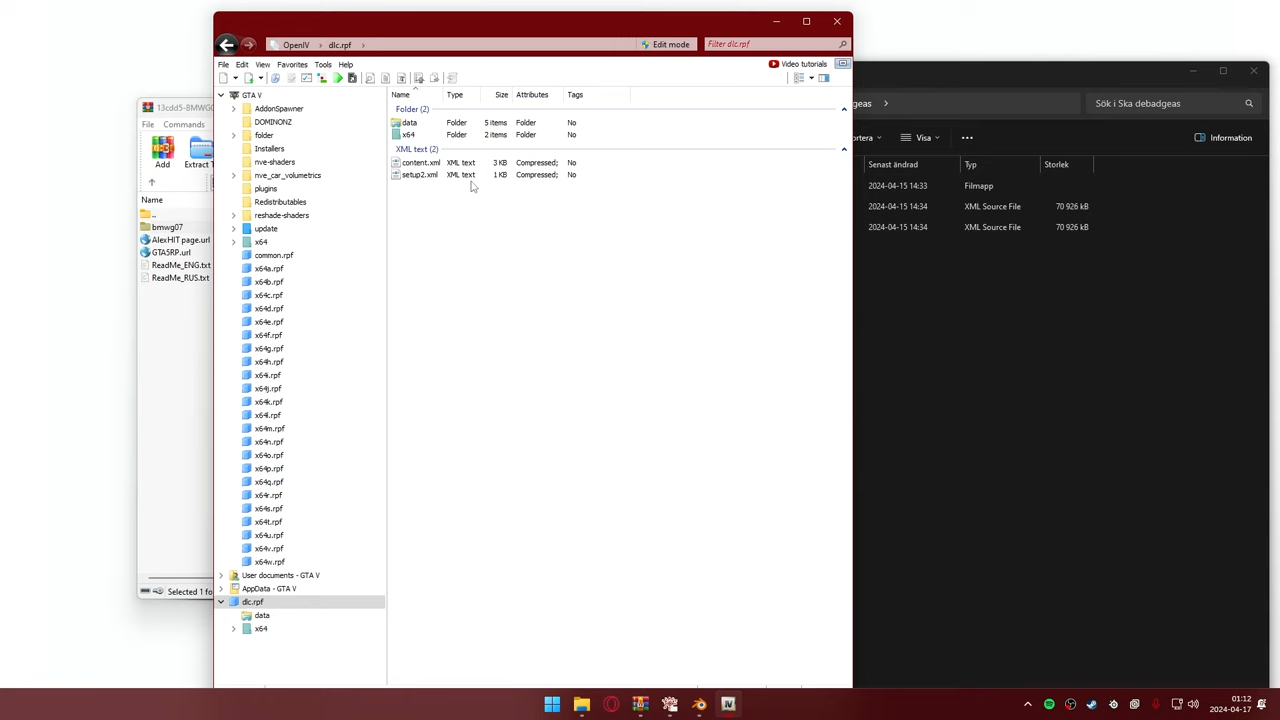 OpenIV
dlc.rpf
Edit mode
Filter dlc.rpf
File
Edit
View
Favorites
Tools
Help
Video tutorials
GTA V
AddonSpawner
DOMINONZ
folder
Installers
nve-shaders
nve_car_volumetrics
plugins
Redistributables
reshade-shaders
update
x64
common.rpf
x64a.rpf
x64b.rpf
x64c.rpf
x64d.rpf
x64e.rpf
x64f.rpf
x64g.rpf
x64h.rpf
x64i.rpf
x64j.rpf
x64k.rpf
x64l.rpf
x64m.rpf
x64n.rpf
x64o.rpf
x64p.rpf
x64q.rpf
x64r.rpf
x64s.rpf
x64t.rpf
x64u.rpf
x64v.rpf
x64w.rpf
User documents - GTA V
AppData - GTA V
dlc.rpf
data
x64
Name Type Size Attributes Tags
Folder (2)
data Folder 5 items Folder No
x64 Folder 2 items Folder No
XML text (2)
content.xml XML text 3 KB Compressed; No
setup2.xml XML text 1 KB Compressed; No
13cdd5-BMWG0
File Commands
Add
Extract T
Name
..
bmwg07
AlexHIT page.url
GTA5RP.url
ReadMe_ENG.txt
ReadMe_RUS.txt
Selected 1 fo
geas
Sök i Ska debadgeas
rtera
Visa
Information
Senast ändrad Typ Storlek
2024-04-15 14:33 Filmapp
2024-04-15 14:34 XML Source File 70 926 kB
2024-04-15 14:34 XML Source File 70 926 kB
IV
01:12
2024-04-17